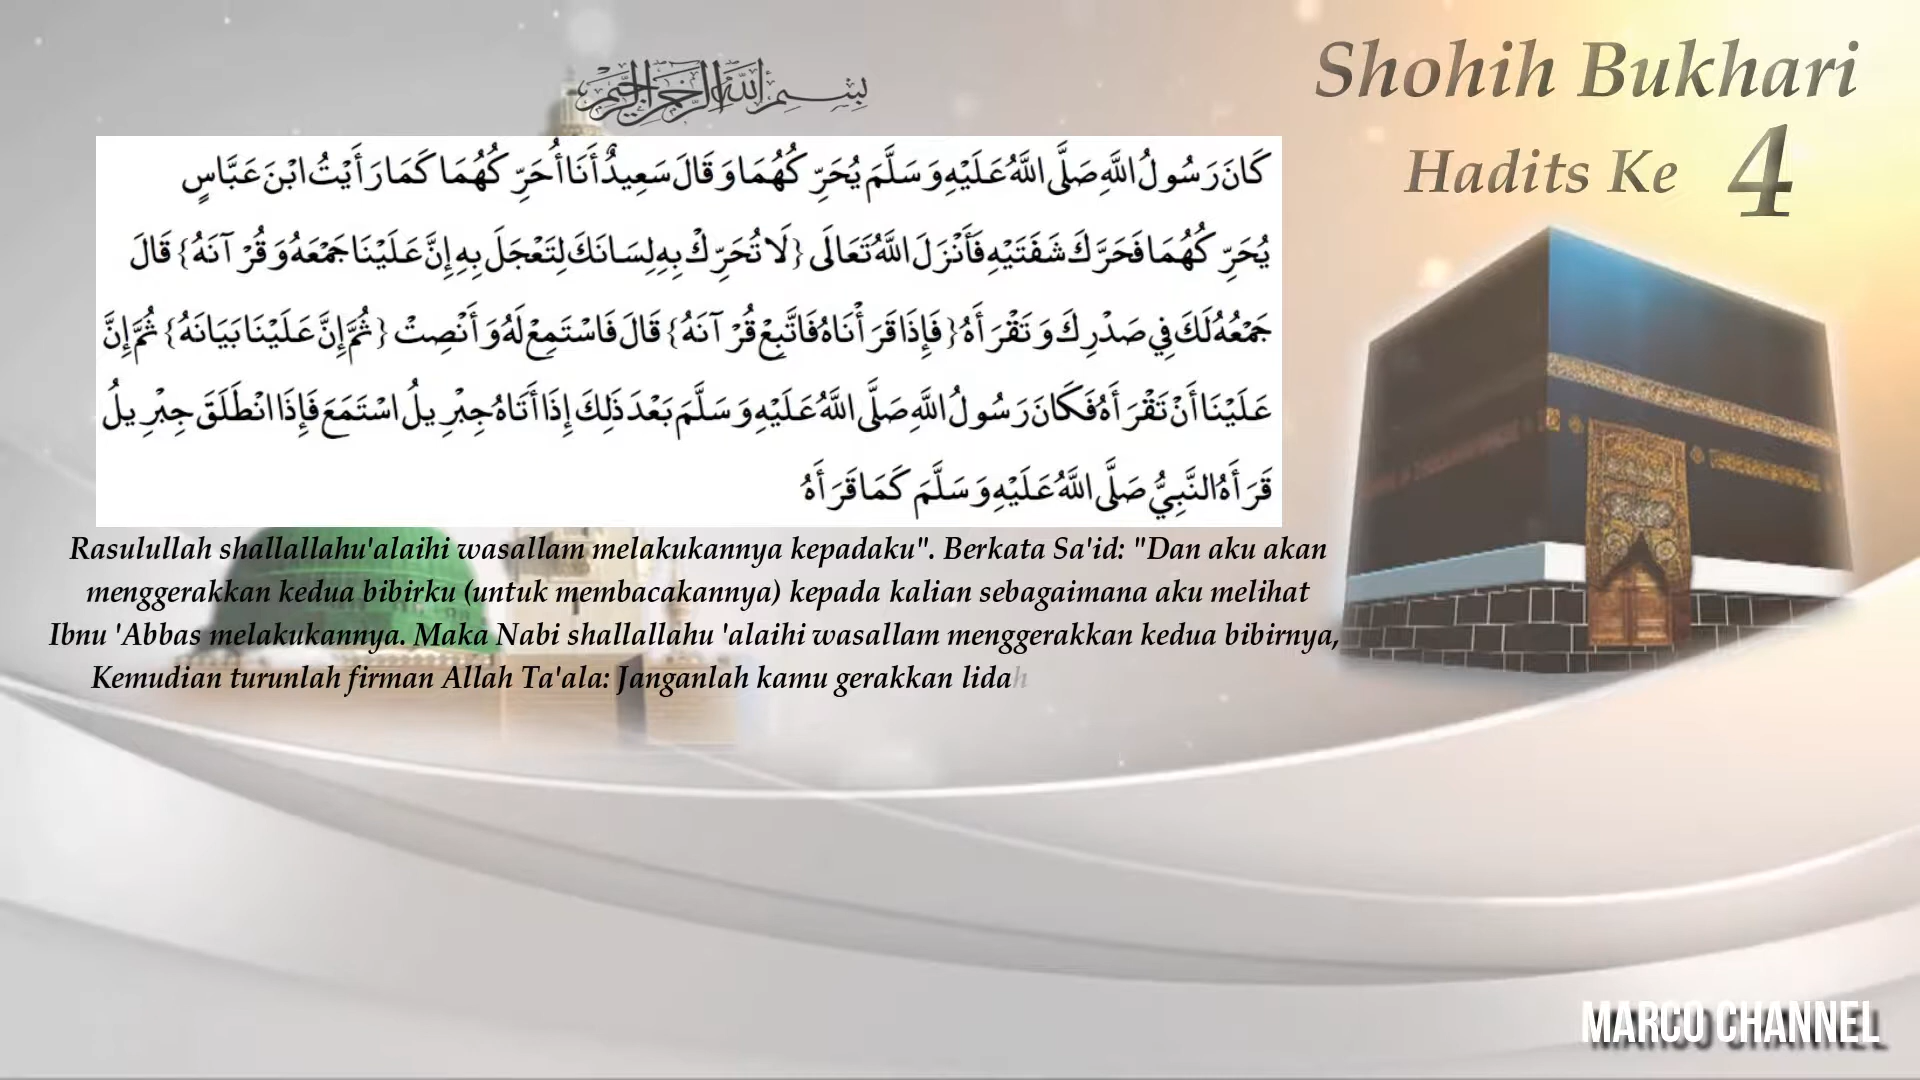 بِسْمِ اللَّهِ الرَّحْمَنِ الرَّحِيمِ
Shohih Bukhari
Hadits Ke 4
كَانَ رَسُولُ اللَّهِ صَلَّى اللَّهُ عَلَيْهِ وَسَلَّمَ يُحَرِّكُهُمَا وَقَالَ سَعِيدٌ أَنَا أُحَرِّكُهُمَا كَمَا رَأَيْتُ ابْنَ عَبَّاسٍ
يُحَرِّكُهُمَا فَحَرَّكَ شَفَتَيْهِ فَأَنْزَلَ اللَّهُ تَعَالَى {لَا تُحَرِّكْ بِهِ لِسَانَكَ لِتَعْجَلَ بِهِ إِنَّ عَلَيْنَا جَمْعَهُ وَقُرْآنَهُ} قَالَ
جَمْعُهُ لَكَ فِي صَدْرِكَ وَتَقْرَأَهُ {فَإِذَا قَرَأْنَاهُ فَاتَّبِعْ قُرْآنَهُ} قَالَ فَاسْتَمِعْ لَهُ وَأَنْصِتْ {ثُمَّ إِنَّ عَلَيْنَا بَيَانَهُ} ثُمَّ إِنَّ
عَلَيْنَا أَنْ تَقْرَأَهُ فَكَانَ رَسُولُ اللَّهِ صَلَّى اللَّهُ عَلَيْهِ وَسَلَّمَ بَعْدَ ذَلِكَ إِذَا أَتَاهُ جِبْرِيلُ اسْتَمَعَ فَإِذَا انْطَلَقَ جِبْرِيلُ
قَرَأَهُ النَّبِيُّ صَلَّى اللَّهُ عَلَيْهِ وَسَلَّمَ كَمَا قَرَأَهُ
Rasulullah shallallahu'alaihi wasallam melakukannya kepadaku". Berkata Sa'id: "Dan aku akan
menggerakkan kedua bibirku (untuk membacakannya) kepada kalian sebagaimana aku melihat
Ibnu 'Abbas melakukannya. Maka Nabi shallallahu 'alaihi wasallam menggerakkan kedua bibirnya,
Kemudian turunlah firman Allah Ta'ala: Janganlah kamu gerakkan lidah
MARCO CHANNEL